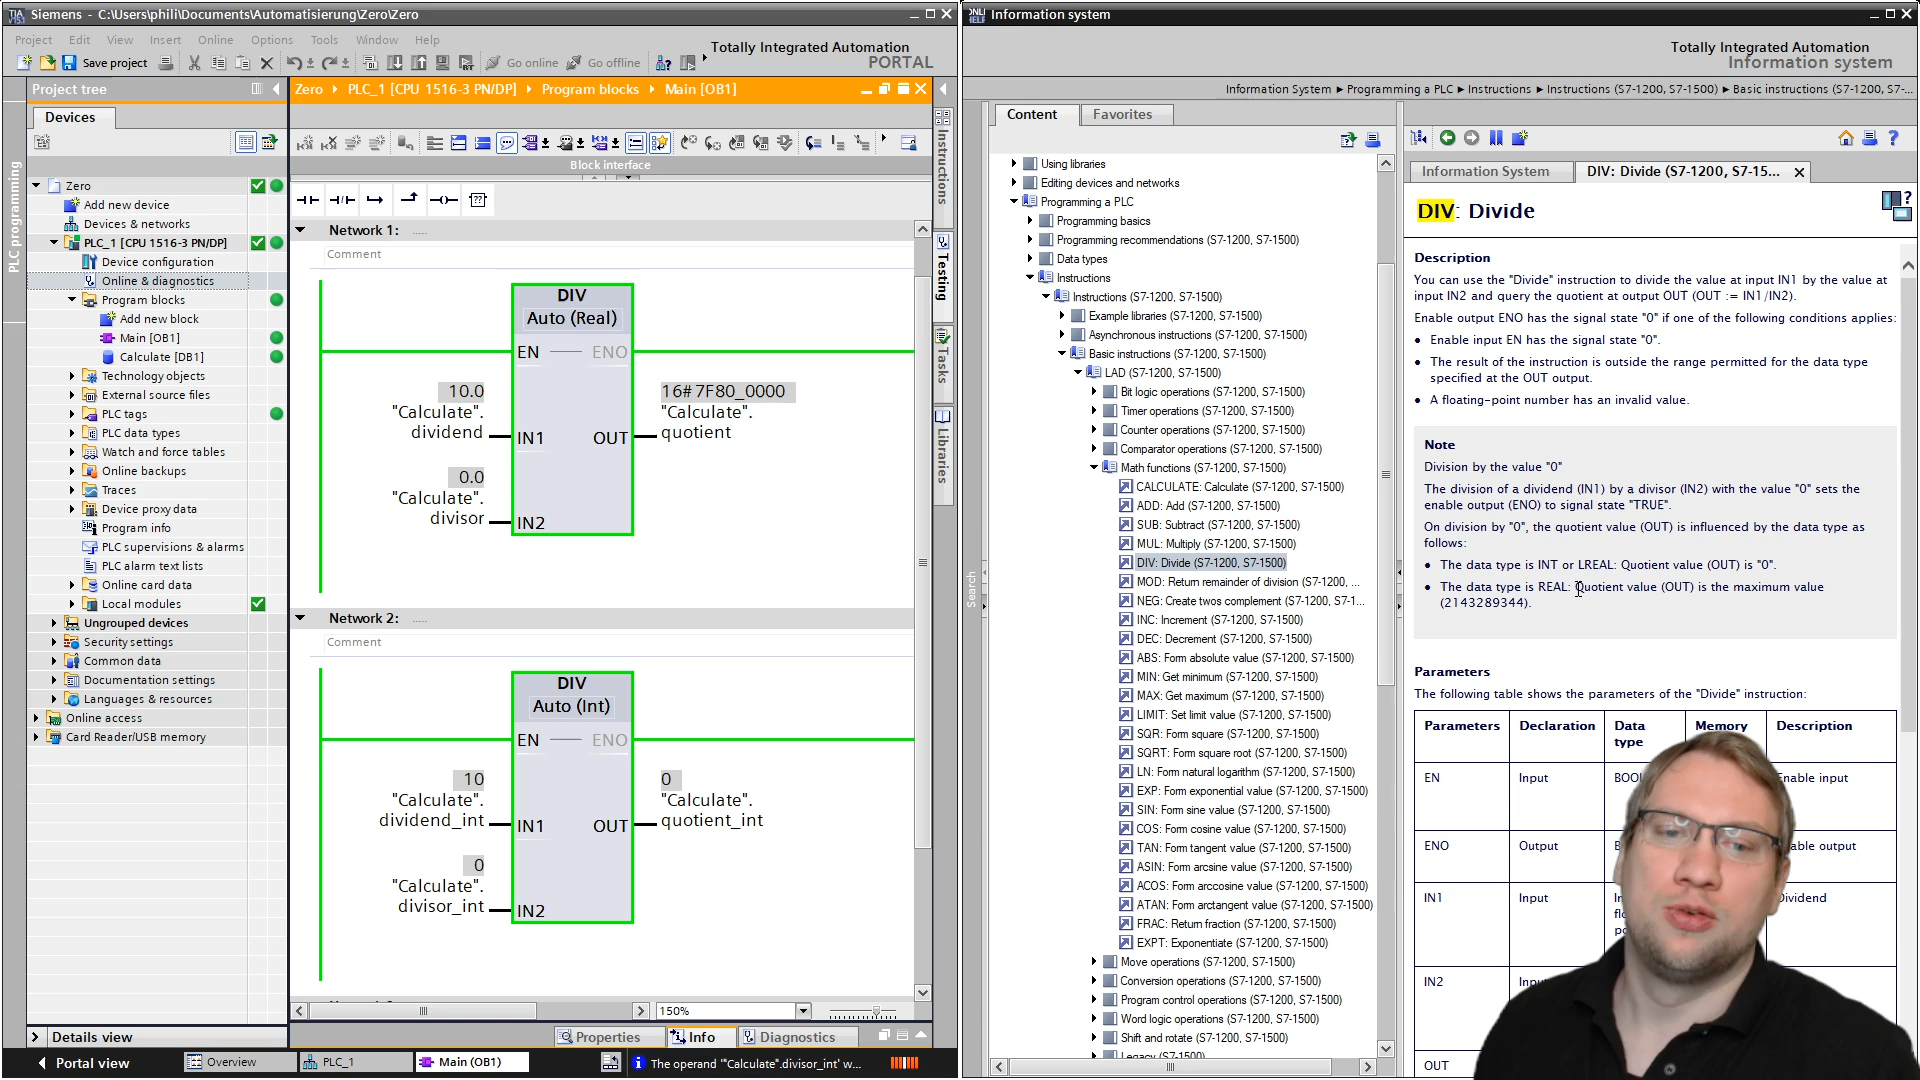 Siemens - C:\Users\phili\Documents\Automatisierung\Zero\Zero
Project Edit View Insert Online Options Tools Window Help
Totally Integrated Automation
PORTAL
Save project
Go online
Go offline
Project tree
Devices
PLC programming
Zero
Add new device
Devices & networks
PLC_1 [CPU 1516-3 PN/DP]
Device configuration
Online & diagnostics
Program blocks
Add new block
Main [OB1]
Calculate [DB1]
Technology objects
External source files
PLC tags
PLC data types
Watch and force tables
Online backups
Traces
Device proxy data
Program info
PLC supervisions & alarms
PLC alarm text lists
Online card data
Local modules
Ungrouped devices
Security settings
Common data
Documentation settings
Languages & resources
Online access
Card Reader/USB memory
Details view
Portal view
Overview
PLC_1
Main (OB1)
The operand '"Calculate".divisor_int' w...
Zero PLC_1 [CPU 1516-3 PN/DP] Program blocks Main [OB1]
Block interface
Network 1: .....
Comment
DIV
Auto (Real)
EN ENO
10.0
"Calculate".
dividend
IN1
OUT
16#7F80_0000
"Calculate".
quotient
0.0
"Calculate".
divisor
IN2
Network 2: .....
Comment
DIV
Auto (Int)
EN ENO
10
"Calculate".
dividend_int
IN1
OUT
0
"Calculate".
quotient_int
0
"Calculate".
divisor_int
IN2
150%
Properties
Info
Diagnostics
Instructions
Testing
Tasks
Libraries
Information system
Totally Integrated Automation
Information system
Information System Programming a PLC Instructions Instructions (S7-1200, S7-1500) Basic instructions (S7-1200, S7-...
Content
Favorites
Search
Using libraries
Editing devices and networks
Programming a PLC
Programming basics
Programming recommendations (S7-1200, S7-1500)
Data types
Instructions
Instructions (S7-1200, S7-1500)
Example libraries (S7-1200, S7-1500)
Asynchronous instructions (S7-1200, S7-1500)
Basic instructions (S7-1200, S7-1500)
LAD (S7-1200, S7-1500)
Bit logic operations (S7-1200, S7-1500)
Timer operations (S7-1200, S7-1500)
Counter operations (S7-1200, S7-1500)
Comparator operations (S7-1200, S7-1500)
Math functions (S7-1200, S7-1500)
CALCULATE: Calculate (S7-1200, S7-1500)
ADD: Add (S7-1200, S7-1500)
SUB: Subtract (S7-1200, S7-1500)
MUL: Multiply (S7-1200, S7-1500)
DIV: Divide (S7-1200, S7-1500)
MOD: Return remainder of division (S7-1200, ...
NEG: Create twos complement (S7-1200, S7-1...
INC: Increment (S7-1200, S7-1500)
DEC: Decrement (S7-1200, S7-1500)
ABS: Form absolute value (S7-1200, S7-1500)
MIN: Get minimum (S7-1200, S7-1500)
MAX: Get maximum (S7-1200, S7-1500)
LIMIT: Set limit value (S7-1200, S7-1500)
SQR: Form square (S7-1200, S7-1500)
SQRT: Form square root (S7-1200, S7-1500)
LN: Form natural logarithm (S7-1200, S7-1500)
EXP: Form exponential value (S7-1200, S7-1500)
SIN: Form sine value (S7-1200, S7-1500)
COS: Form cosine value (S7-1200, S7-1500)
TAN: Form tangent value (S7-1200, S7-1500)
ASIN: Form arcsine value (S7-1200, S7-1500)
ACOS: Form arccosine value (S7-1200, S7-1500)
ATAN: Form arctangent value (S7-1200, S7-1500)
FRAC: Return fraction (S7-1200, S7-1500)
EXPT: Exponentiate (S7-1200, S7-1500)
Move operations (S7-1200, S7-1500)
Conversion operations (S7-1200, S7-1500)
Program control operations (S7-1200, S7-1500)
Word logic operations (S7-1200, S7-1500)
Shift and rotate (S7-1200, S7-1500)
Legacy (S7-1500)
Information System
DIV: Divide (S7-1200, S7-15...
DIV: Divide
Description
You can use the "Divide" instruction to divide the value at input IN1 by the value at
input IN2 and query the quotient at output OUT (OUT := IN1/IN2).
Enable output ENO has the signal state "0" if one of the following conditions applies:
• Enable input EN has the signal state "0".
• The result of the instruction is outside the range permitted for the data type
specified at the OUT output.
• A floating-point number has an invalid value.
Note
Division by the value "0"
The division of a dividend (IN1) by a divisor (IN2) with the value "0" sets the
enable output (ENO) to signal state "TRUE".
On division by "0", the quotient value (OUT) is influenced by the data type as
follows:
• The data type is INT or LREAL: Quotient value (OUT) is "0".
• The data type is REAL: Quotient value (OUT) is the maximum value
(2143289344).
Parameters
The following table shows the parameters of the "Divide" instruction:
Parameters Declaration Data type Memory Description
EN Input BOOL Enable input
ENO Output output
IN1 Input Dividend
IN2
OUT